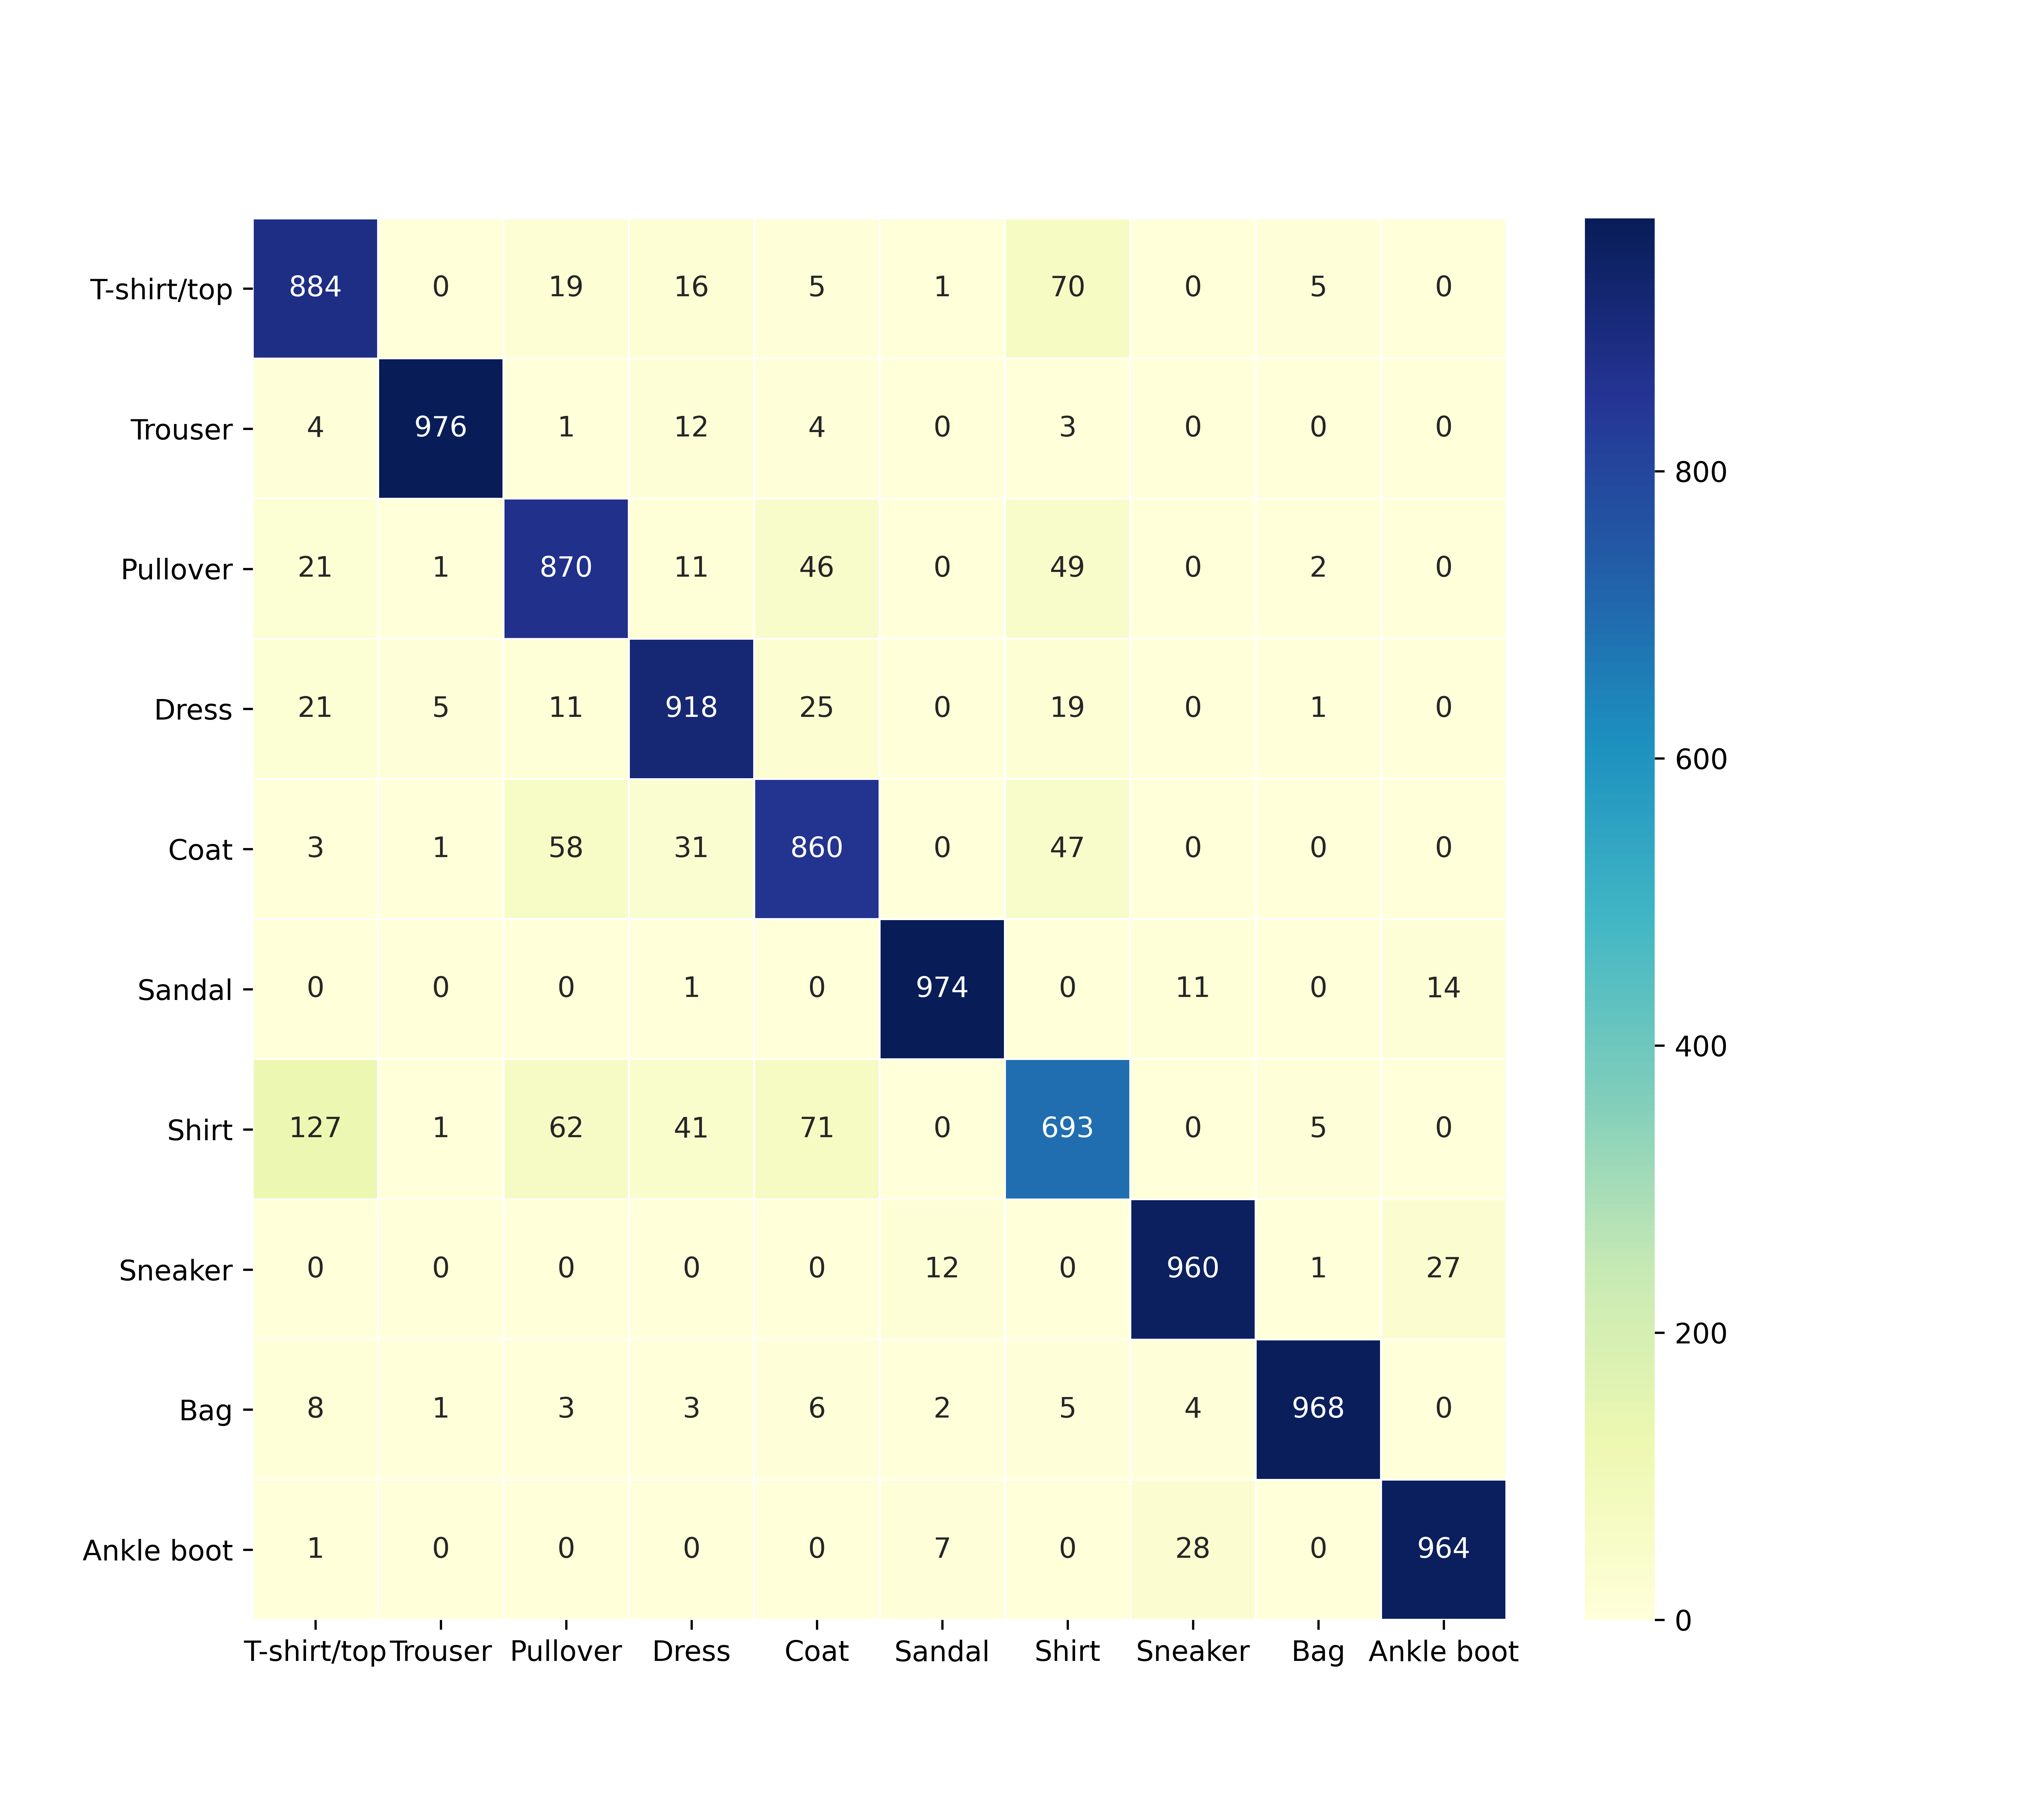 T-shirt/top 884 0 19 16 5 1 70 0 5 0
Trouser 4 976 1 12 4 0 3 0 0 0
800
Pullover 21 1 870 11 46 0 49 0 2 0
Dress 21 5 11 918 25 0 19 0 1 0
600
Coat 3 1 58 31 860 0 47 0 0 0
Sandal 0 0 0 1 0 974 0 11 0 14
400
Shirt 127 1 62 41 71 0 693 0 5 0
Sneaker 0 0 0 0 0 12 0 960 1 27
200
Bag 8 1 3 3 6 2 5 4 968 0
Ankle boot 1 0 0 0 0 7 0 28 0 964
0
T-shirt/top Trouser Pullover Dress Coat Sandal Shirt Sneaker Bag Ankle boot